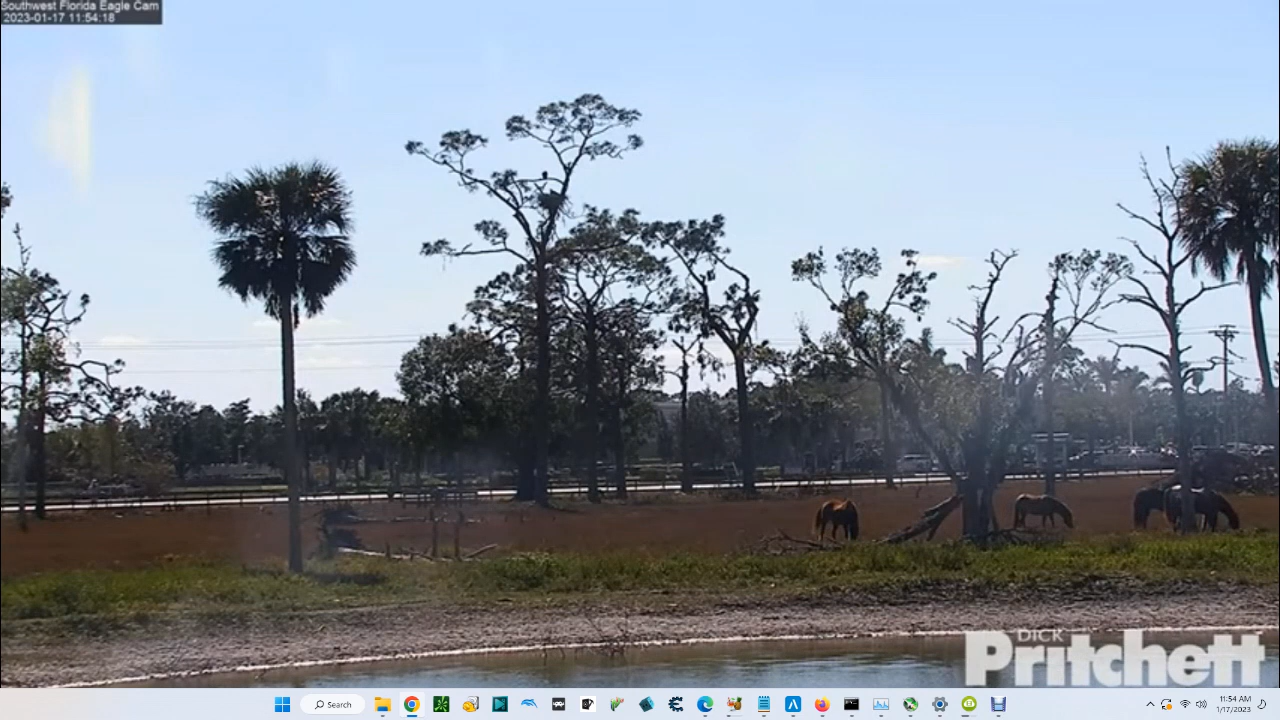 Southwest Florida Eagle Cam
2023-01-17 11:54:18
DICK
Pritchett
Search
11:54 AM
1/17/2023